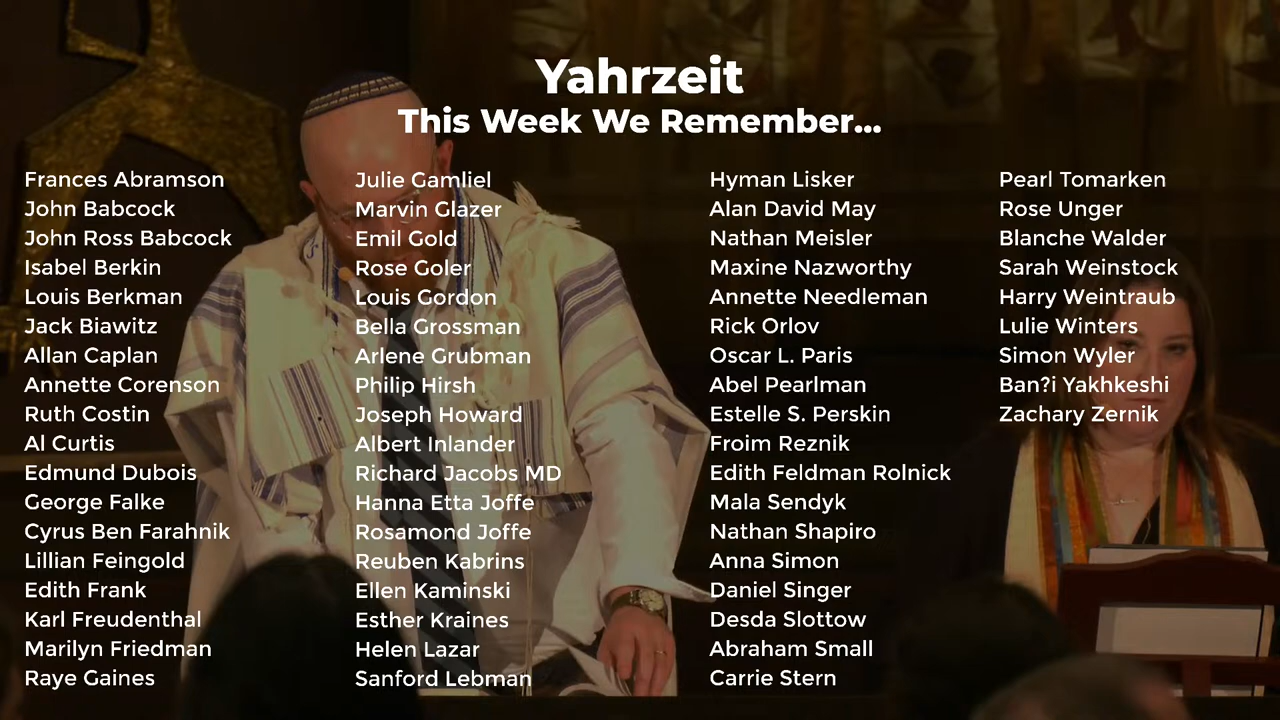 Yahrzeit
This Week We Remember...
Frances Abramson
John Babcock
John Ross Babcock
Isabel Berkin
Louis Berkman
Jack Biawitz
Allan Caplan
Annette Corenson
Ruth Costin
Al Curtis
Edmund Dubois
George Falke
Cyrus Ben Farahnik
Lillian Feingold
Edith Frank
Karl Freudenthal
Marilyn Friedman
Raye Gaines
Julie Gamliel
Marvin Glazer
Emil Gold
Rose Goler
Louis Gordon
Bella Grossman
Arlene Grubman
Philip Hirsh
Joseph Howard
Albert Inlander
Richard Jacobs MD
Hanna Etta Joffe
Rosamond Joffe
Reuben Kabrins
Ellen Kaminski
Esther Kraines
Helen Lazar
Sanford Lebman
Hyman Lisker
Alan David May
Nathan Meisler
Maxine Nazworthy
Annette Needleman
Rick Orlov
Oscar L. Paris
Abel Pearlman
Estelle S. Perskin
Froim Reznik
Edith Feldman Rolnick
Mala Sendyk
Nathan Shapiro
Anna Simon
Daniel Singer
Desda Slottow
Abraham Small
Carrie Stern
Pearl Tomarken
Rose Unger
Blanche Walder
Sarah Weinstock
Harry Weintraub
Lulie Winters
Simon Wyler
Ban?i Yakhkeshi
Zachary Zernik